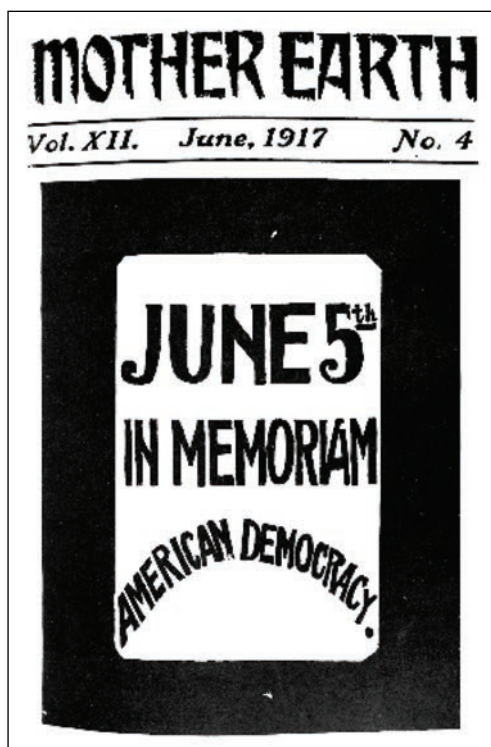 MOTHER EARTH
Vol. XII. June, 1917 No. 4
JUNE 5th
IN MEMORIAM
AMERICAN DEMOCRACY.